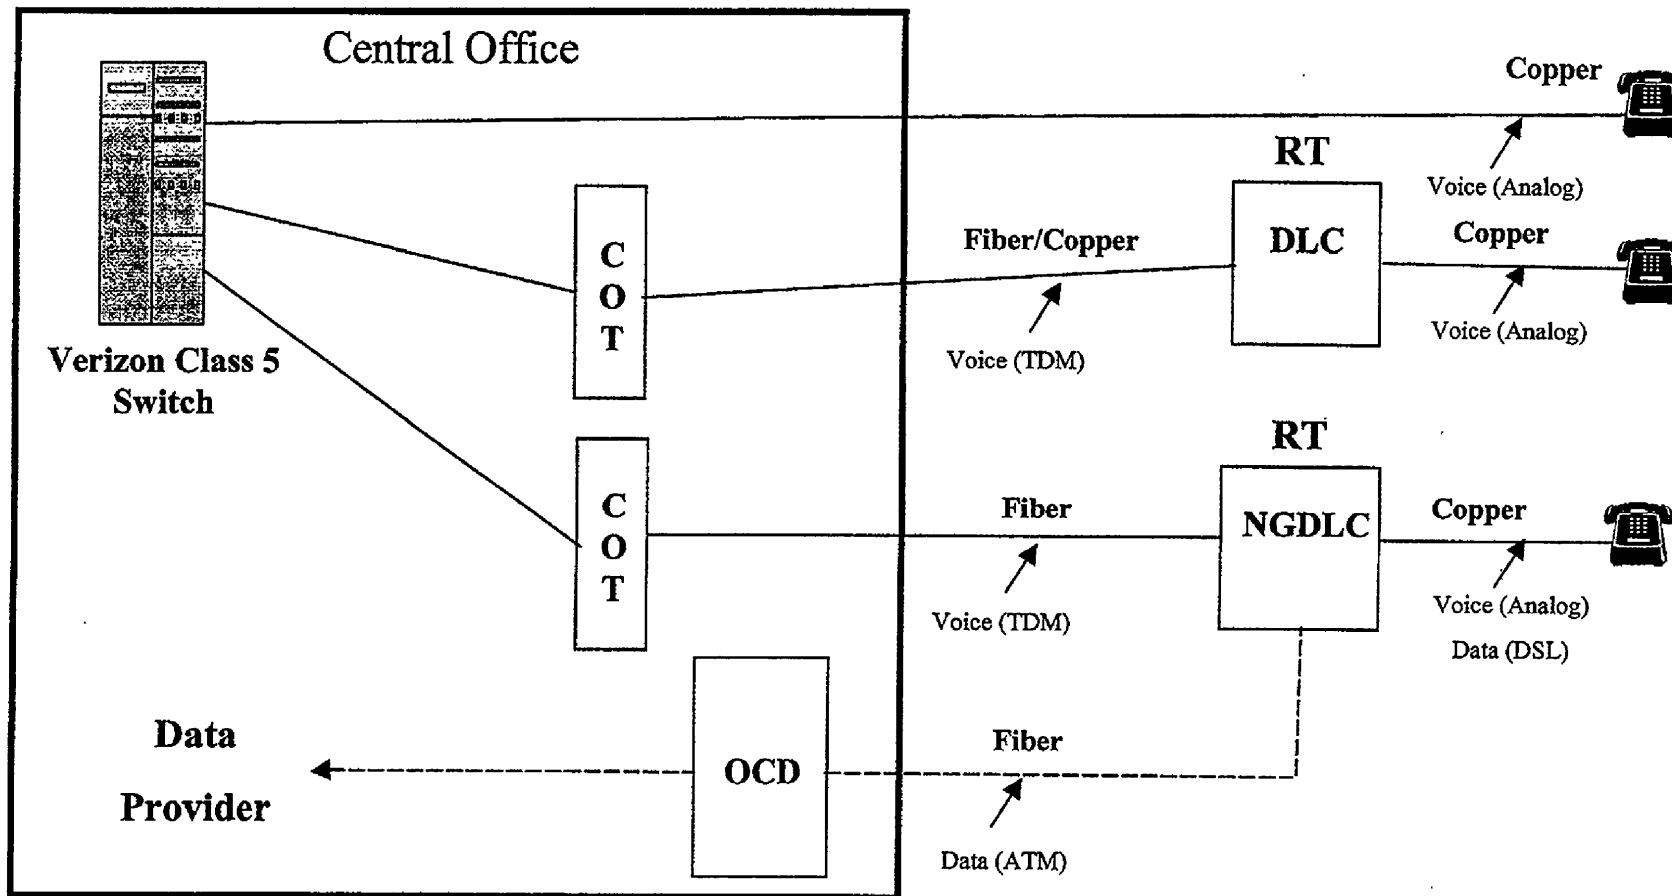 Central Office
Copper
RT
Voice (Analog)
C
O
T
Fiber/Copper
DLC
Copper
Voice (TDM)
Voice (Analog)
Verizon Class 5
Switch
RT
C
O
T
Fiber
NGDLC
Copper
Voice (TDM)
Voice (Analog)
Data (DSL)
Data
Provider
OCD
Fiber
Data (ATM)